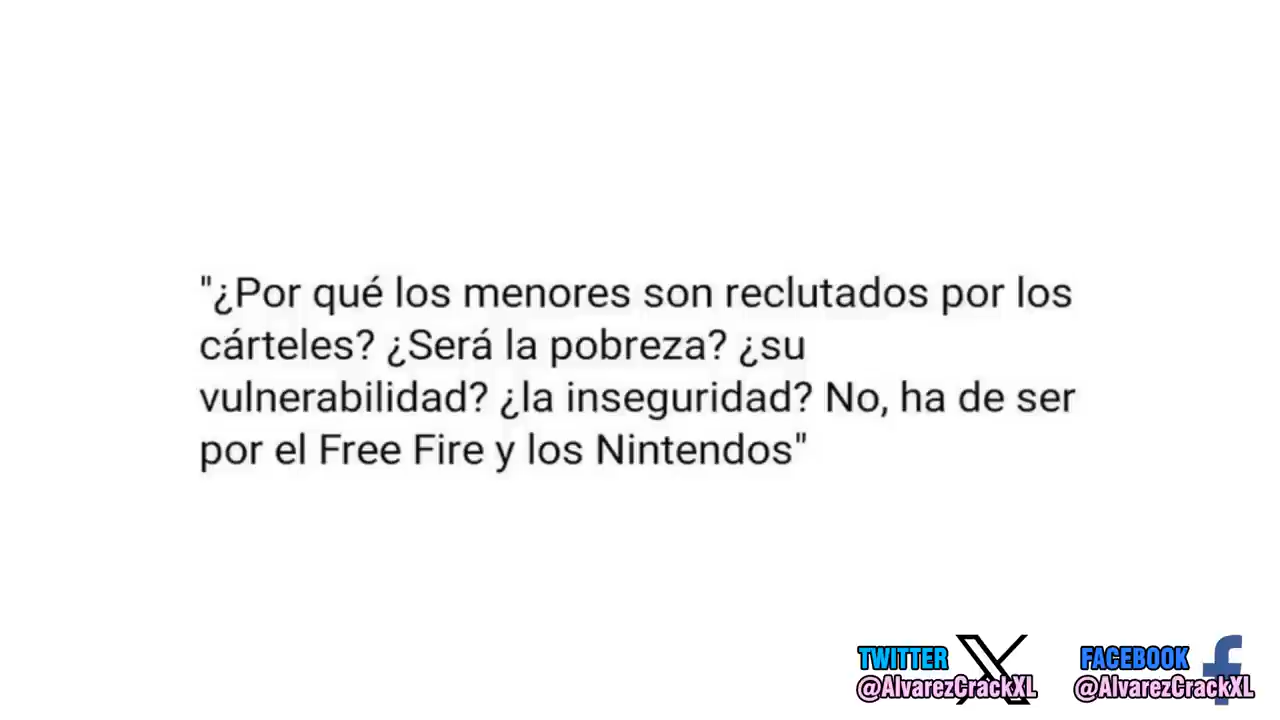 "¿Por qué los menores son reclutados por los
cárteles? ¿Será la pobreza? ¿su
vulnerabilidad? ¿la inseguridad? No, ha de ser
por el Free Fire y los Nintendos"
TWITTER
@AlvarezCrackXL
FACEBOOK
@AlvarezCrackXL